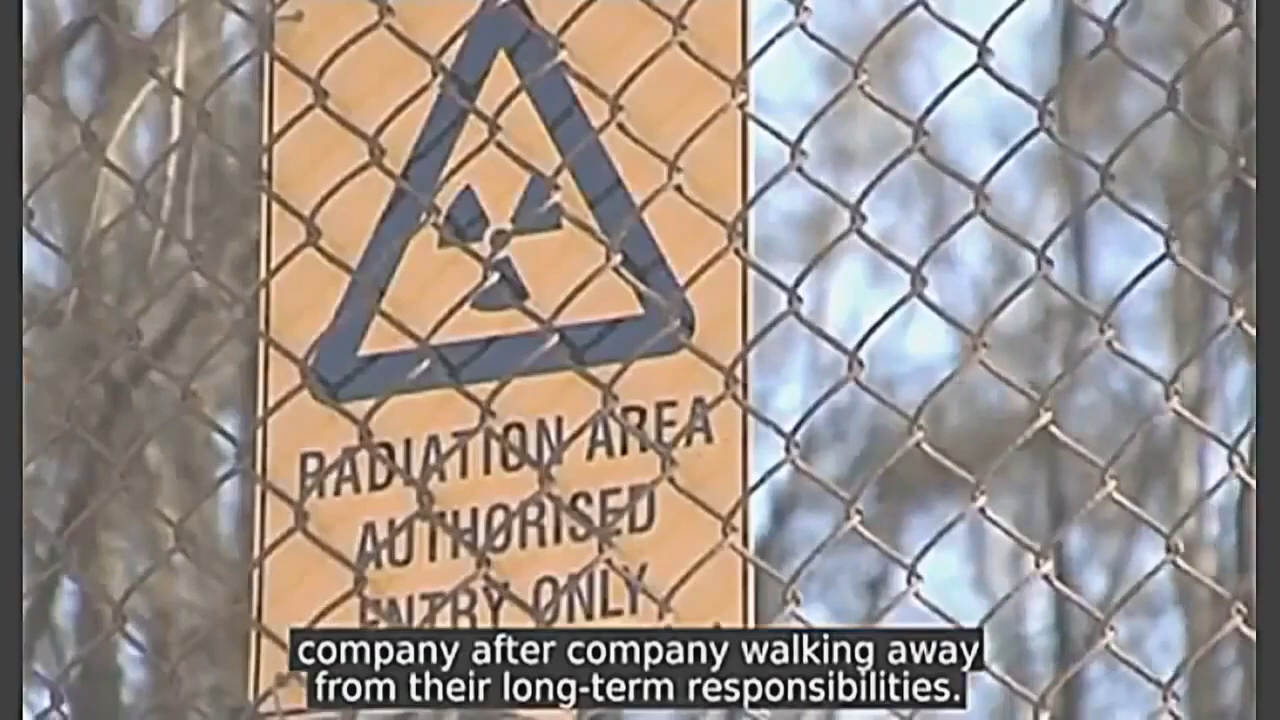 RADIATION AREA
AUTHORISED
ENTRY ONLY
company after company walking away
from their long-term responsibilities.